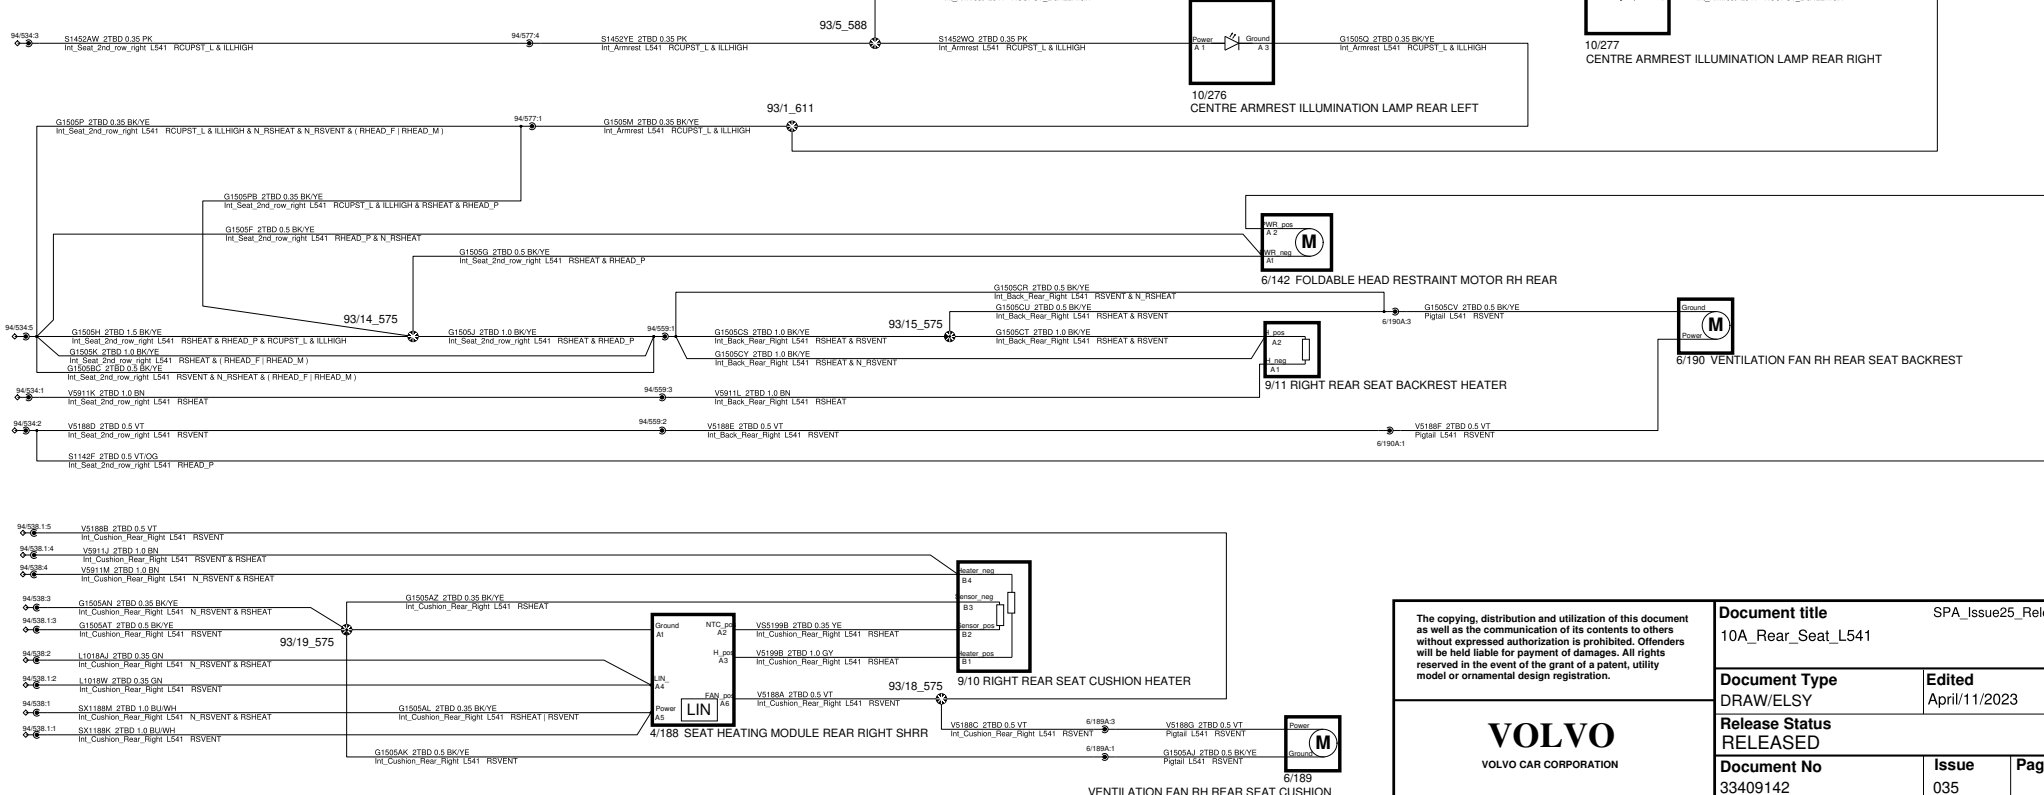 93/5_588
94/534:3
S1452AW 2TBD 0.35 PK
Int_Seat_2nd_row_right L541 RCUPST_L & ILLHIGH
94/577:4
S1452YE 2TBD 0.35 PK
Int_Armrest L541 RCUPST_L & ILLHIGH
S1452WQ 2TBD 0.35 PK
Int_Armrest L541 RCUPST_L & ILLHIGH
Power
A 1
Ground
A 3
G1505Q 2TBD 0.35 BK/YE
Int_Armrest L541 RCUPST_L & ILLHIGH
10/277
CENTRE ARMREST ILLUMINATION LAMP REAR RIGHT
10/276
CENTRE ARMREST ILLUMINATION LAMP REAR LEFT
93/1_611
G1505P 2TBD 0.35 BK/YE
Int_Seat_2nd_row_right L541 RCUPST_L & ILLHIGH & N_RSHEAT & N_RSVENT & ( RHEAD_F | RHEAD_M )
94/577:1
G1505M 2TBD 0.35 BK/YE
Int_Armrest L541 RCUPST_L & ILLHIGH
G1505PB 2TBD 0.35 BK/YE
Int_Seat_2nd_row_right L541 RCUPST_L & ILLHIGH & RSHEAT & RHEAD_P
G1505F 2TBD 0.5 BK/YE
Int_Seat_2nd_row_right L541 RHEAD_P & N_RSHEAT
G1505G 2TBD 0.5 BK/YE
Int_Seat_2nd_row_right L541 RSHEAT & RHEAD_P
PWR_pos
A 2
M
WR_neg
A1
6/142 FOLDABLE HEAD RESTRAINT MOTOR RH REAR
G1505CR 2TBD 0.5 BK/YE
Int_Back_Rear_Right L541 RSVENT & N_RSHEAT
G1505CU 2TBD 0.5 BK/YE
Int_Back_Rear_Right L541 RSHEAT & RSVENT
6/190A:3
G1505CV 2TBD 0.5 BK/YE
Pigtail L541 RSVENT
Ground
M
Power
6/190 VENTILATION FAN RH REAR SEAT BACKREST
94/534:5
G1505H 2TBD 1.5 BK/YE
Int_Seat_2nd_row_right L541 RSHEAT & RHEAD_P & RCUPST_L & ILLHIGH
93/14_575
G1505J 2TBD 1.0 BK/YE
Int_Seat_2nd_row_right L541 RSHEAT & RHEAD_P
94/559:1
G1505CS 2TBD 1.0 BK/YE
Int_Back_Rear_Right L541 RSHEAT & RSVENT
93/15_575
G1505CT 2TBD 1.0 BK/YE
Int_Back_Rear_Right L541 RSHEAT & RSVENT
H_pos
A2
H_neg
A 1
G1505K 2TBD 1.0 BK/YE
Int_Seat_2nd_row_right L541 RSHEAT & ( RHEAD_F | RHEAD_M )
G1505CY 2TBD 1.0 BK/YE
Int_Back_Rear_Right L541 RSHEAT & N_RSVENT
G1505BC 2TBD 0.5 BK/YE
Int_Seat_2nd_row_right L541 RSVENT & N_RSHEAT & ( RHEAD_F | RHEAD_M )
9/11 RIGHT REAR SEAT BACKREST HEATER
94/534:1
V5911K 2TBD 1.0 BN
Int_Seat_2nd_row_right L541 RSHEAT
94/559:3
V5911L 2TBD 1.0 BN
Int_Back_Rear_Right L541 RSHEAT
94/534:2
V5188D 2TBD 0.5 VT
Int_Seat_2nd_row_right L541 RSVENT
94/559:2
V5188E 2TBD 0.5 VT
Int_Back_Rear_Right L541 RSVENT
6/190A:1
V5188F 2TBD 0.5 VT
Pigtail L541 RSVENT
S1142F 2TBD 0.5 VT/OG
Int_Seat_2nd_row_right L541 RHEAD_P
94/538.1:5
V5188B 2TBD 0.5 VT
Int_Cushion_Rear_Right L541 RSVENT
94/538.1:4
V5911J 2TBD 1.0 BN
Int_Cushion_Rear_Right L541 RSVENT & RSHEAT
94/538:4
V5911M 2TBD 1.0 BN
Int_Cushion_Rear_Right L541 N_RSVENT & RSHEAT
94/538:3
G1505AN 2TBD 0.35 BK/YE
Int_Cushion_Rear_Right L541 N_RSVENT & RSHEAT
G1505AZ 2TBD 0.35 BK/YE
Int_Cushion_Rear_Right L541 RSHEAT
94/538.1:3
G1505AT 2TBD 0.5 BK/YE
Int_Cushion_Rear_Right L541 RSVENT
93/19_575
94/538:2
L1018AJ 2TBD 0.35 GN
Int_Cushion_Rear_Right L541 N_RSVENT & RSHEAT
94/538.1:2
L1018W 2TBD 0.35 GN
Int_Cushion_Rear_Right L541 RSVENT
94/538:1
SX1188M 2TBD 1.0 BU/WH
Int_Cushion_Rear_Right L541 N_RSVENT & RSHEAT
G1505AL 2TBD 0.35 BK/YE
Int_Cushion_Rear_Right L541 RSHEAT | RSVENT
94/538.1:1
SX1188K 2TBD 1.0 BU/WH
Int_Cushion_Rear_Right L541 RSVENT
G1505AK 2TBD 0.5 BK/YE
Int_Cushion_Rear_Right L541 RSVENT
Ground
A1
NTC_po
A2
H_pos
A3
LIN_
A4
FAN_pos
A6
Power
A5
LIN
4/188 SEAT HEATING MODULE REAR RIGHT SHRR
VS5199B 2TBD 0.35 YE
Int_Cushion_Rear_Right L541 RSHEAT
V5199B 2TBD 1.0 GY
Int_Cushion_Rear_Right L541 RSHEAT
V5188A 2TBD 0.5 VT
Int_Cushion_Rear_Right L541 RSVENT
Heater_neg
B4
Sensor_neg
B3
Sensor_pos
B2
Heater_pos
B1
9/10 RIGHT REAR SEAT CUSHION HEATER
93/18_575
V5188C 2TBD 0.5 VT
Int_Cushion_Rear_Right L541 RSVENT
6/189A:3
V5188G 2TBD 0.5 VT
Pigtail L541 RSVENT
6/189A:1
G1505AJ 2TBD 0.5 BK/YE
Pigtail L541 RSVENT
Power
M
Ground
6/189
VENTILATION FAN RH REAR SEAT CUSHION
The copying, distribution and utilization of this document
as well as the communication of its contents to others
without expressed authorization is prohibited. Offenders
will be held liable for payment of damages. All rights
reserved in the event of the grant of a patent, utility
model or ornamental design registration.
VOLVO
VOLVO CAR CORPORATION
Document title
SPA_Issue25_Rele
10A_Rear_Seat_L541
Document Type
DRAW/ELSY
Edited
April/11/2023
Release Status
RELEASED
Document No
33409142
Issue
035
Pag